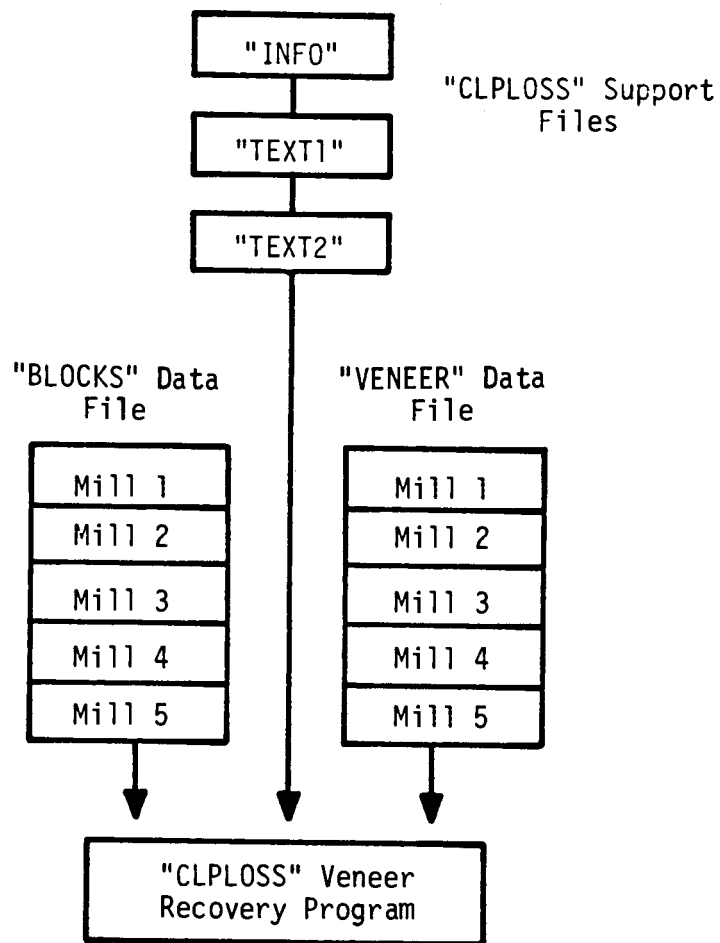 "INFO"
"CLPLOSS" Support
Files
"TEXT1"
"TEXT2"
"BLOCKS" Data
File
Mill 1
Mill 2
Mill 3
Mill 4
Mill 5
"VENEER" Data
File
Mill 1
Mill 2
Mill 3
Mill 4
Mill 5
"CLPLOSS" Veneer
Recovery Program